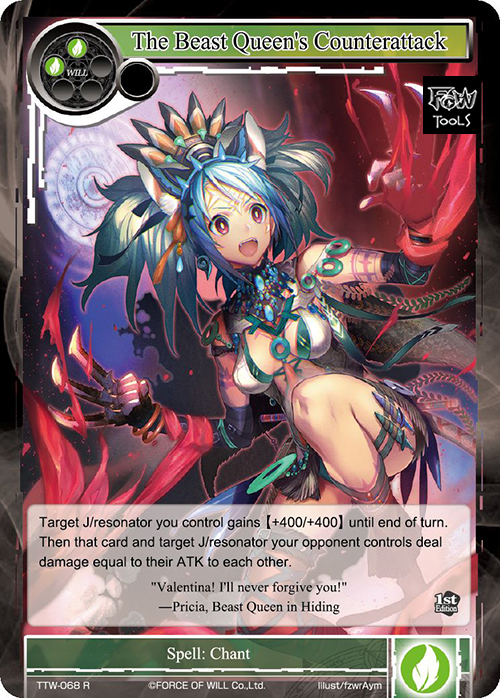 The Beast Queen's Counterattack
WILL
FoW
TOOLS
Target J/resonator you control gains 【+400/+400】 until end of turn.
Then that card and target J/resonator your opponent controls deal
damage equal to their ATK to each other.
"Valentina! I'll never forgive you!"
―Pricia, Beast Queen in Hiding
1st
Edition
Spell: Chant
TTW-068 R ©FORCE OF WILL Co.,Ltd. Illust/fzwrAym